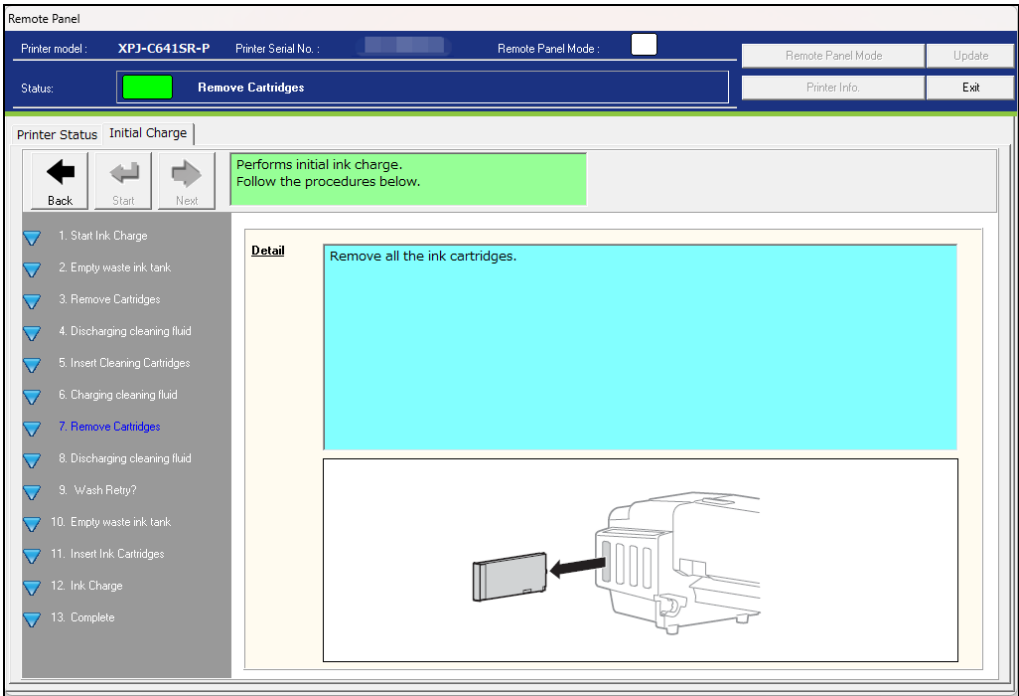 Remote Panel
Printer model : XPJ-C641SR-P Printer Serial No. : Remote Panel Mode :
Remote Panel Mode Update
Status: Remove Cartridges
Printer Info. Exit
Printer Status Initial Charge
Back Start Next
Performs initial ink charge.
Follow the procedures below.
1. Start Ink Charge
2. Empty waste ink tank
3. Remove Cartridges
4. Discharging cleaning fluid
5. Insert Cleaning Cartridges
6. Charging cleaning fluid
7. Remove Cartridges
8. Discharging cleaning fluid
9. Wash Retry?
10. Empty waste ink tank
11. Insert Ink Cartridges
12. Ink Charge
13. Complete
Detail
Remove all the ink cartridges.